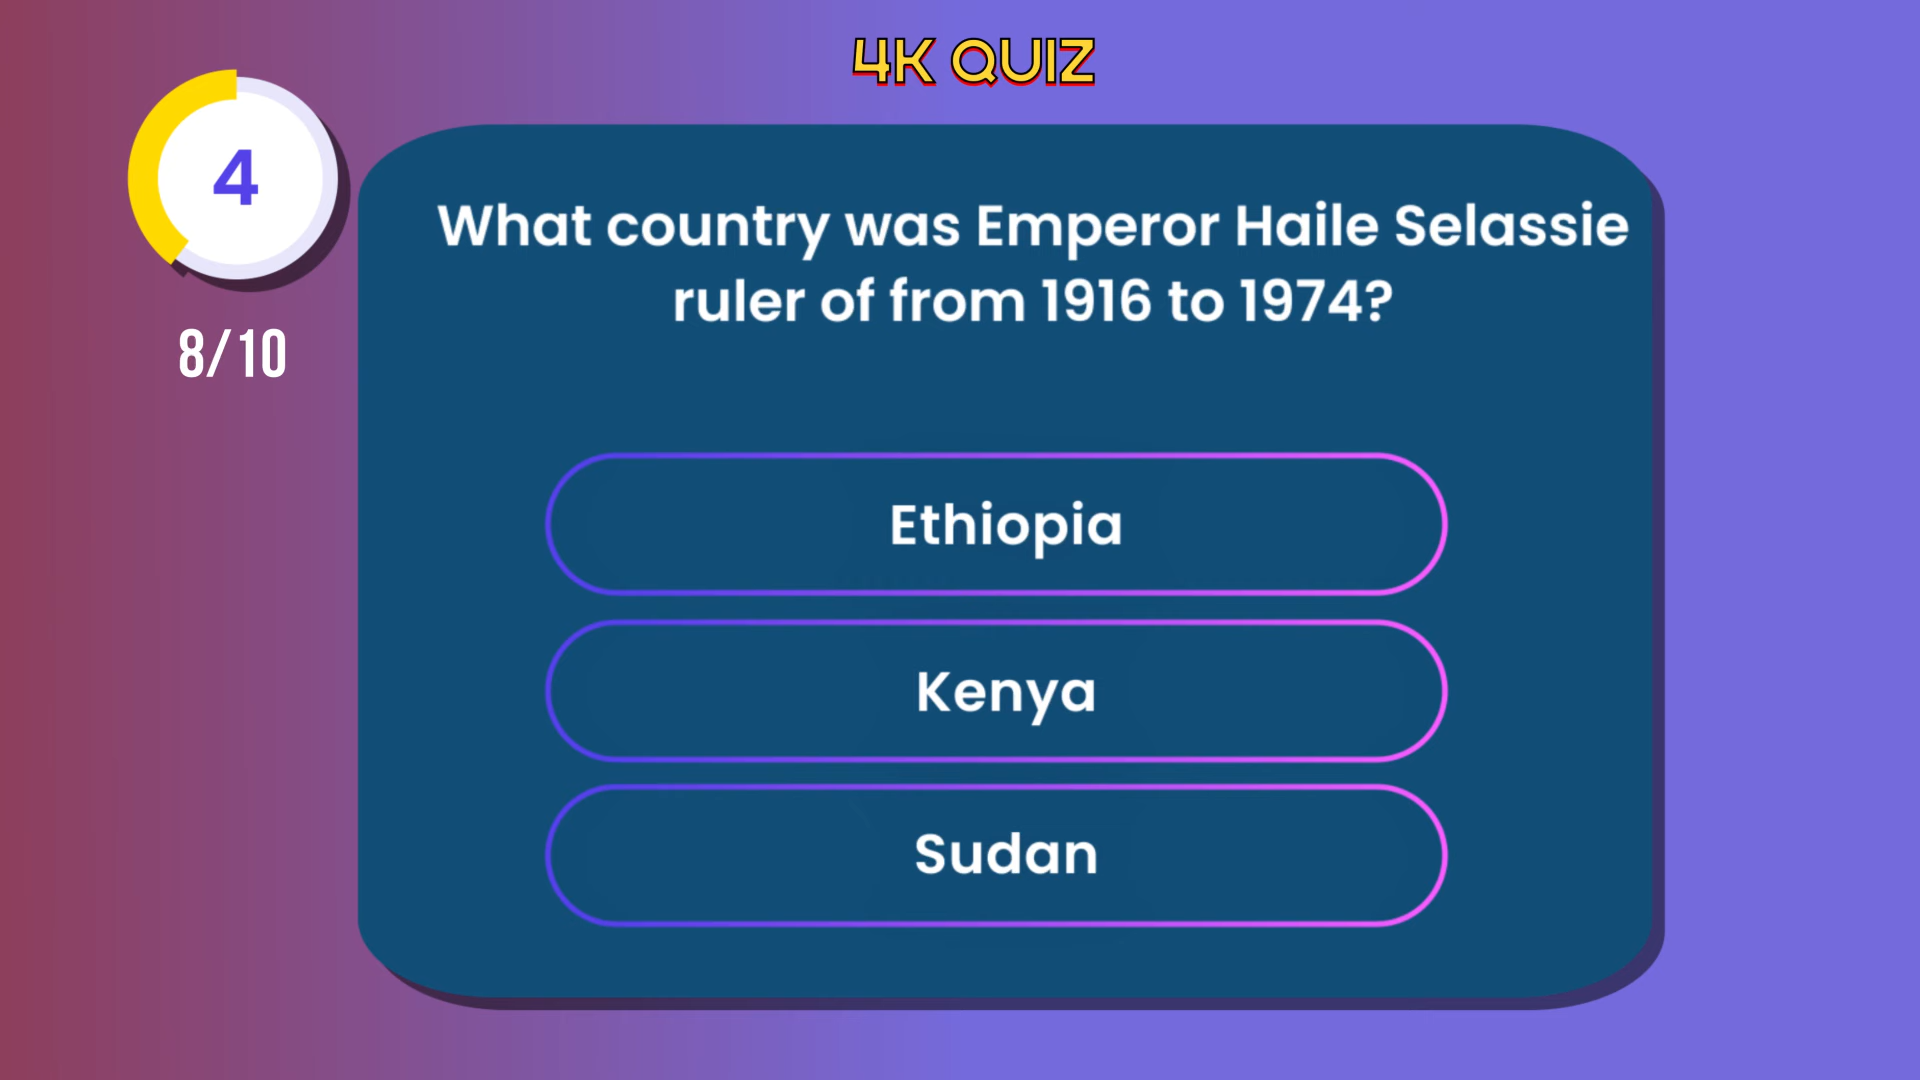 4K QUIZ
4
8/10
What country was Emperor Haile Selassie
ruler of from 1916 to 1974?
Ethiopia
Kenya
Sudan